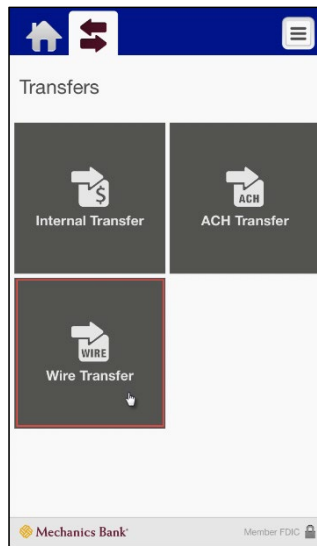 Transfers
$
Internal Transfer
ACH
ACH Transfer
WIRE
Wire Transfer
Mechanics Bank®
Member FDIC